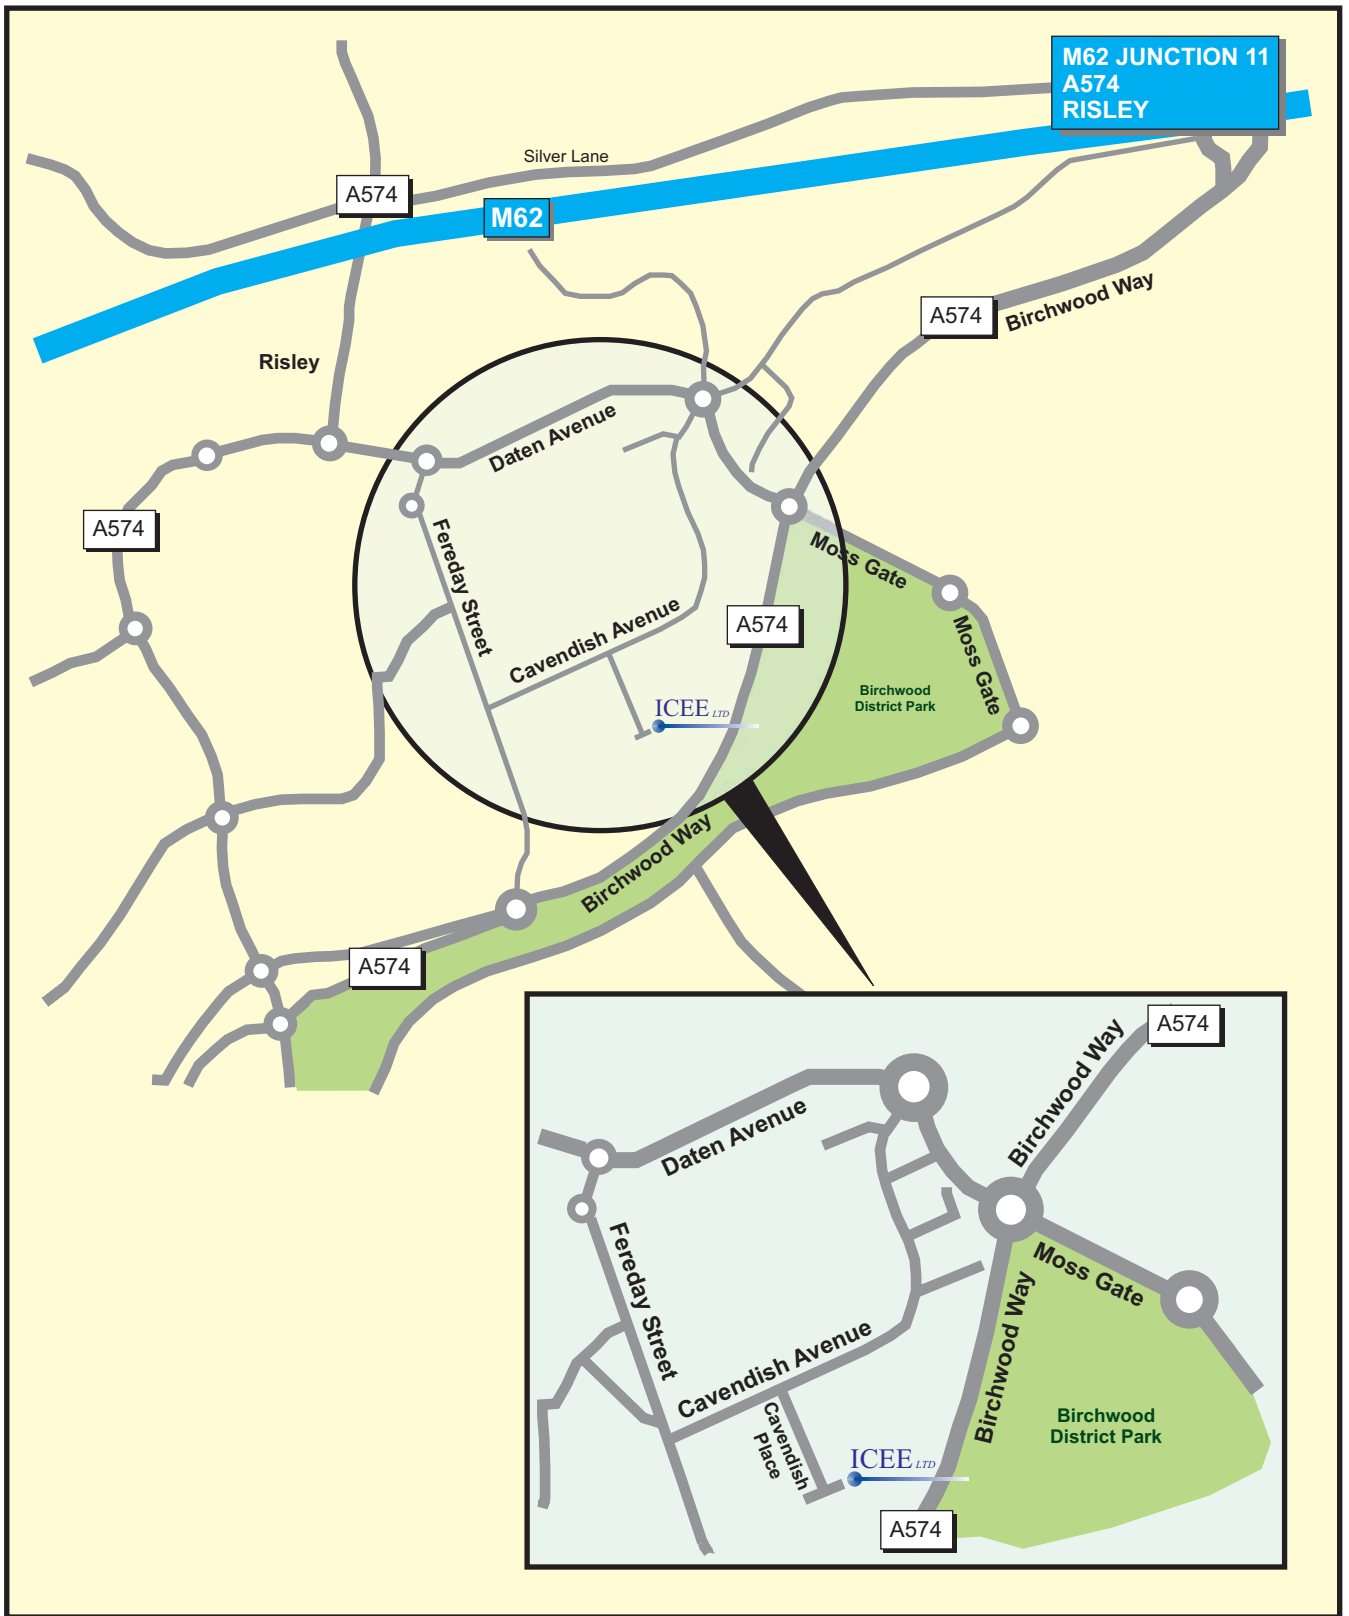 M62 JUNCTION 11
A574
RISLEY
Silver Lane
A574
M62
Birchwood Way
A574
Risley
Daten Avenue
A574
Fereday Street
Moss Gate
Cavendish Avenue
A574
Moss Gate
Birchwood
District Park
ICEE LTD
Birchwood Way
A574
A574
Birchwood Way
Daten Avenue
Fereday Street
Moss Gate
Birchwood Way
Cavendish Avenue
Cavendish
Place
Birchwood
District Park
ICEE LTD
A574